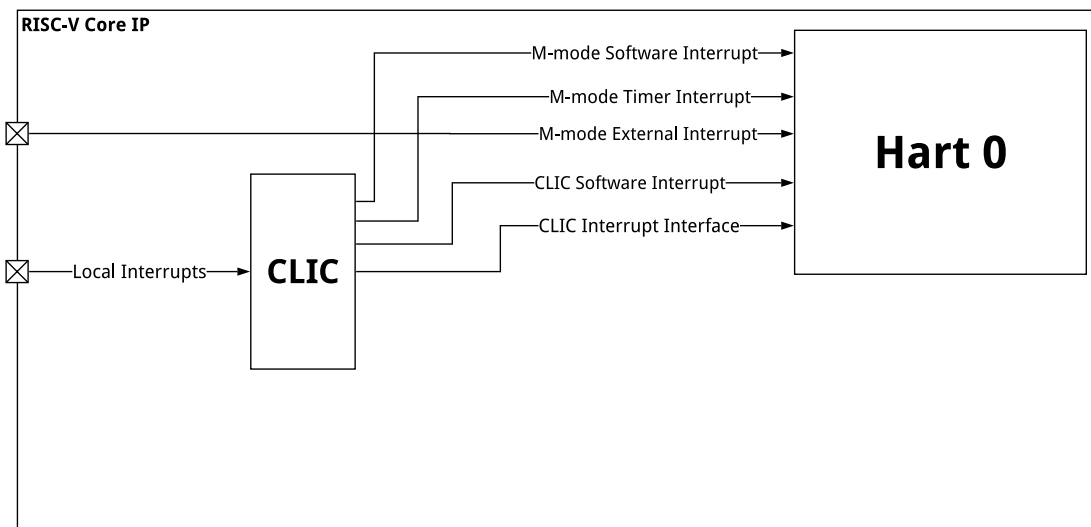 RISC-V Core IP
M-mode Software Interrupt
M-mode Timer Interrupt
M-mode External Interrupt
Hart 0
CLIC Software Interrupt
CLIC Interrupt Interface
Local Interrupts
CLIC